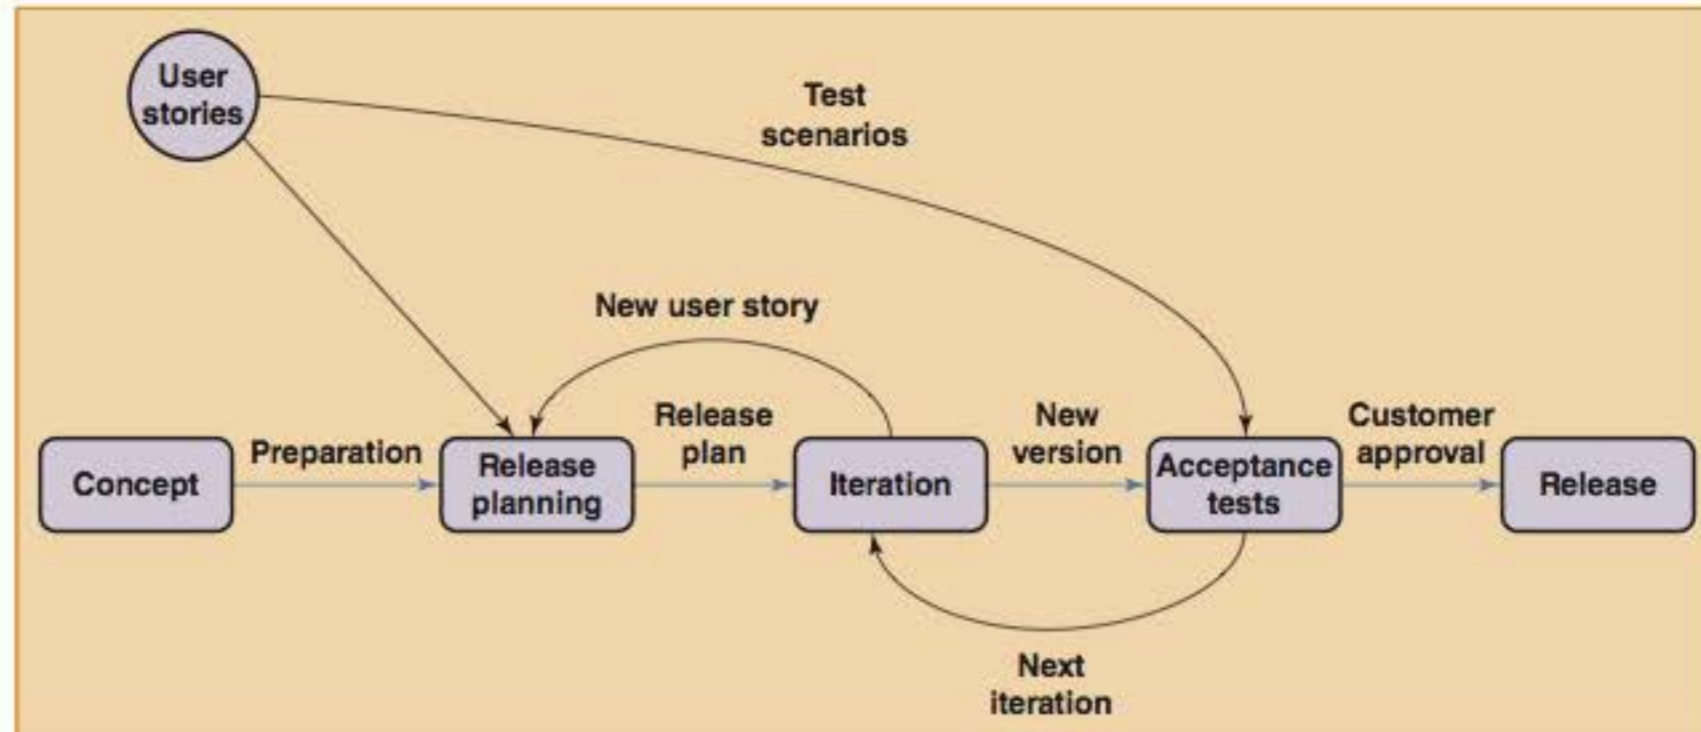 User
stories
Test
scenarios
New user story
Concept
Preparation
Release
planning
Release
plan
Iteration
New
version
Acceptance
tests
Customer
approval
Release
Next
iteration